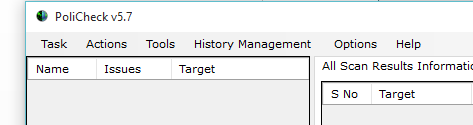 PoliCheck v5.7
Task Actions Tools History Management Options Help
All Scan Results Informatio
Name Issues Target
S No Target